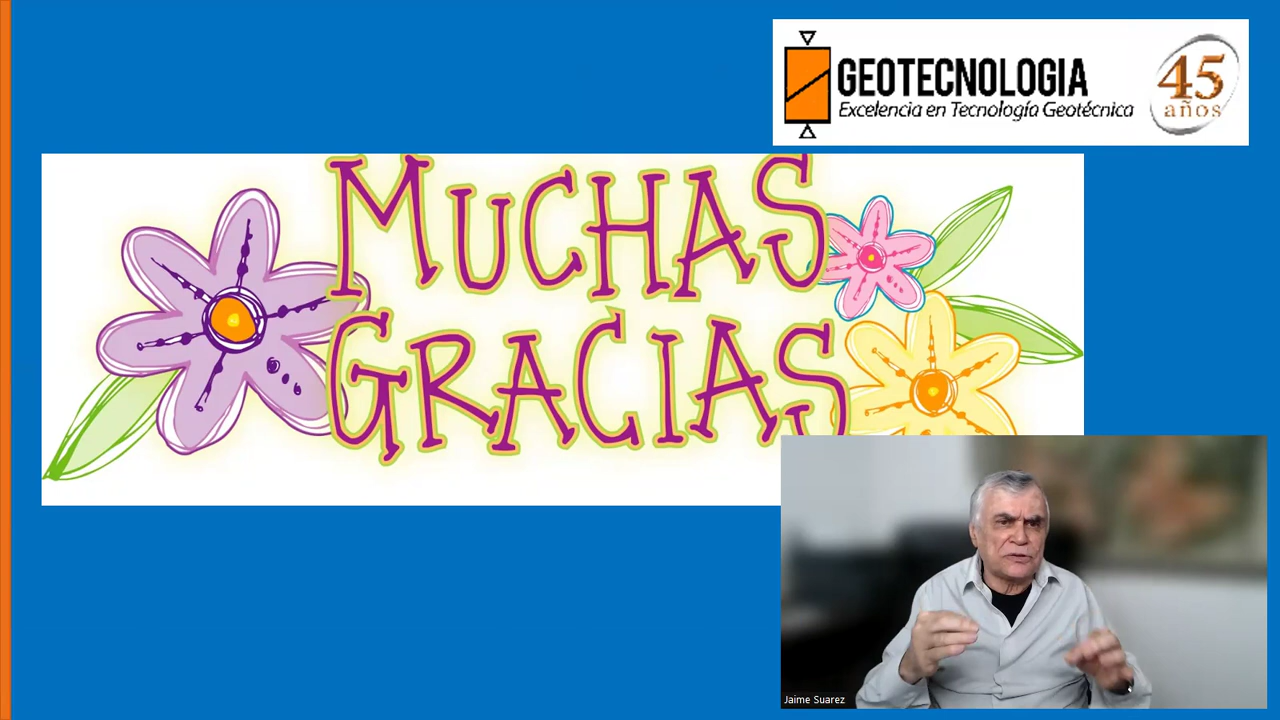 GEOTECNOLOGIA
Excelencia en Tecnología Geotécnica
45
años
MUCHAS
GRACIAS
Jaime Suarez